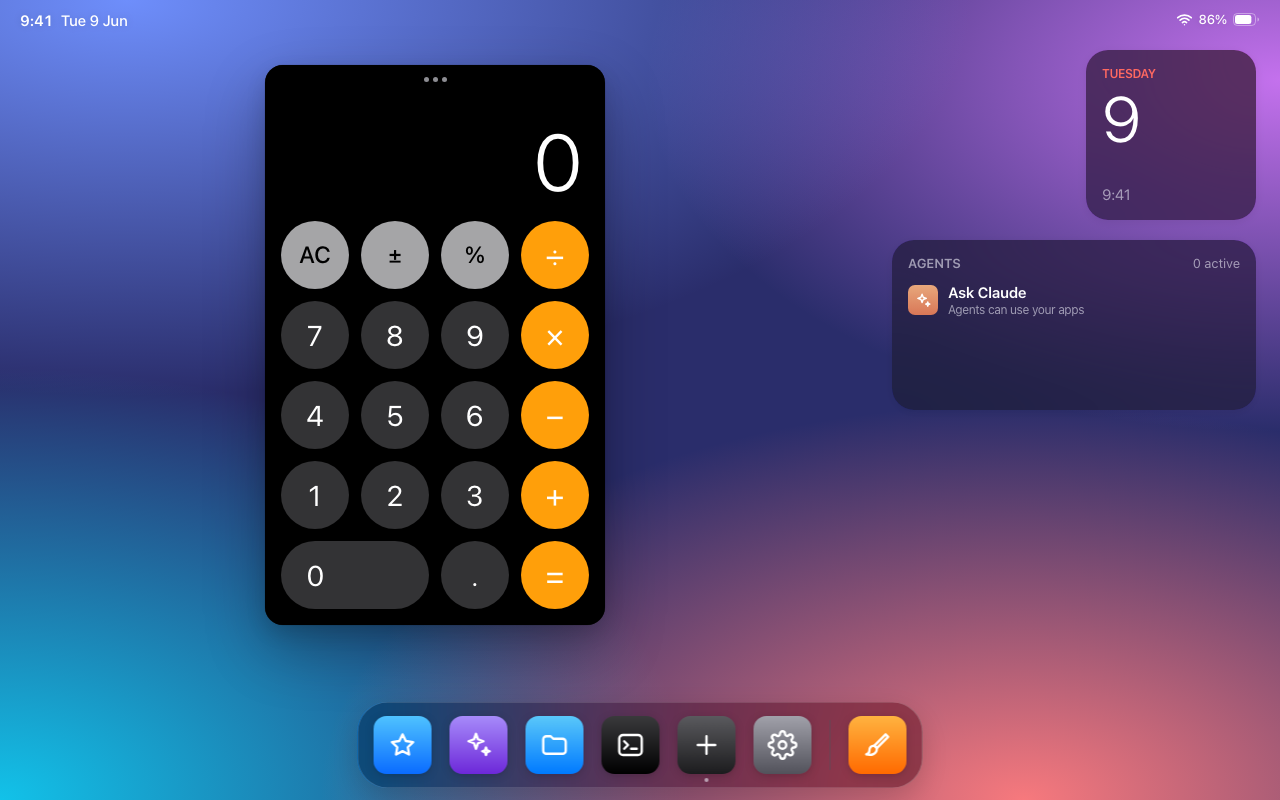 9:41 Tue 9 Jun
86%
0
AC ± % ÷
7 8 9 ×
4 5 6 −
1 2 3 +
0 . =
TUESDAY
9
9:41
AGENTS 0 active
Ask Claude
Agents can use your apps